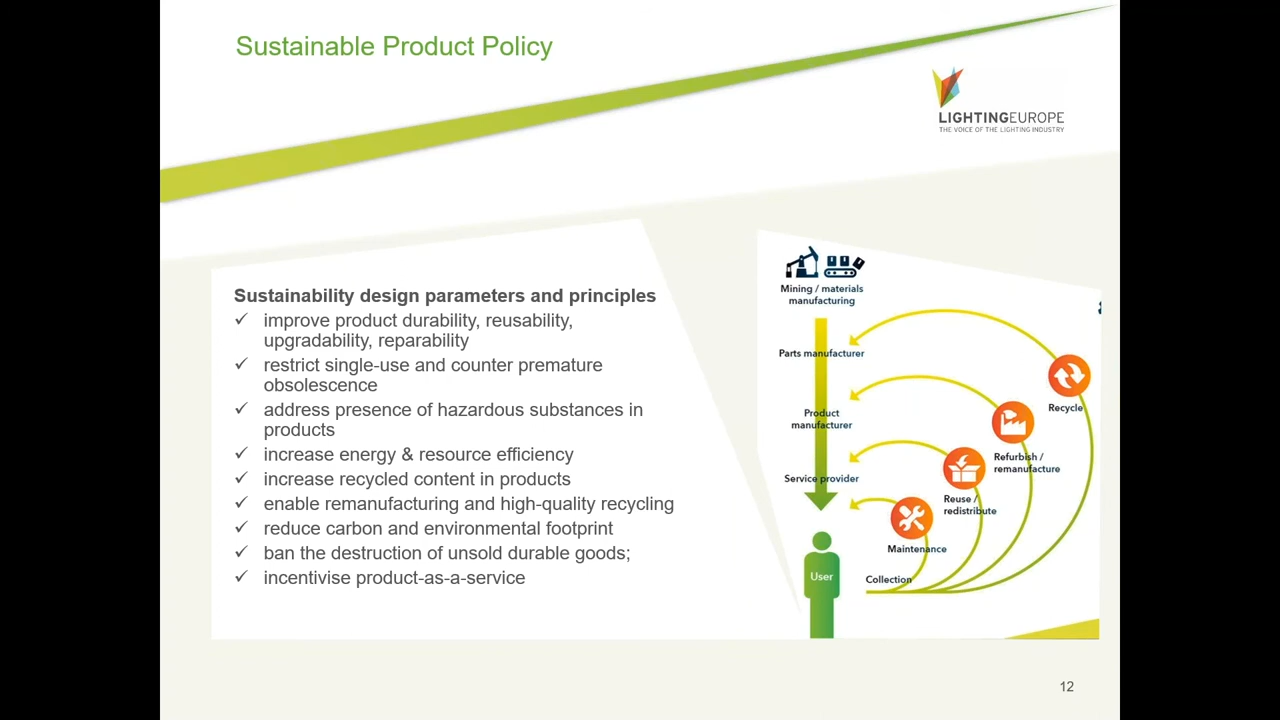 Sustainable Product Policy
LIGHTINGEUROPE
THE VOICE OF THE LIGHTING INDUSTRY
Sustainability design parameters and principles
✓ improve product durability, reusability,
upgradability, reparability
✓ restrict single-use and counter premature
obsolescence
✓ address presence of hazardous substances in
products
✓ increase energy & resource efficiency
✓ increase recycled content in products
✓ enable remanufacturing and high-quality recycling
✓ reduce carbon and environmental footprint
✓ ban the destruction of unsold durable goods;
✓ incentivise product-as-a-service
Mining / materials
manufacturing
Parts manufacturer
Product
manufacturer
Service provider
User
Recycle
Refurbish /
remanufacture
Reuse /
redistribute
Maintenance
Collection
12